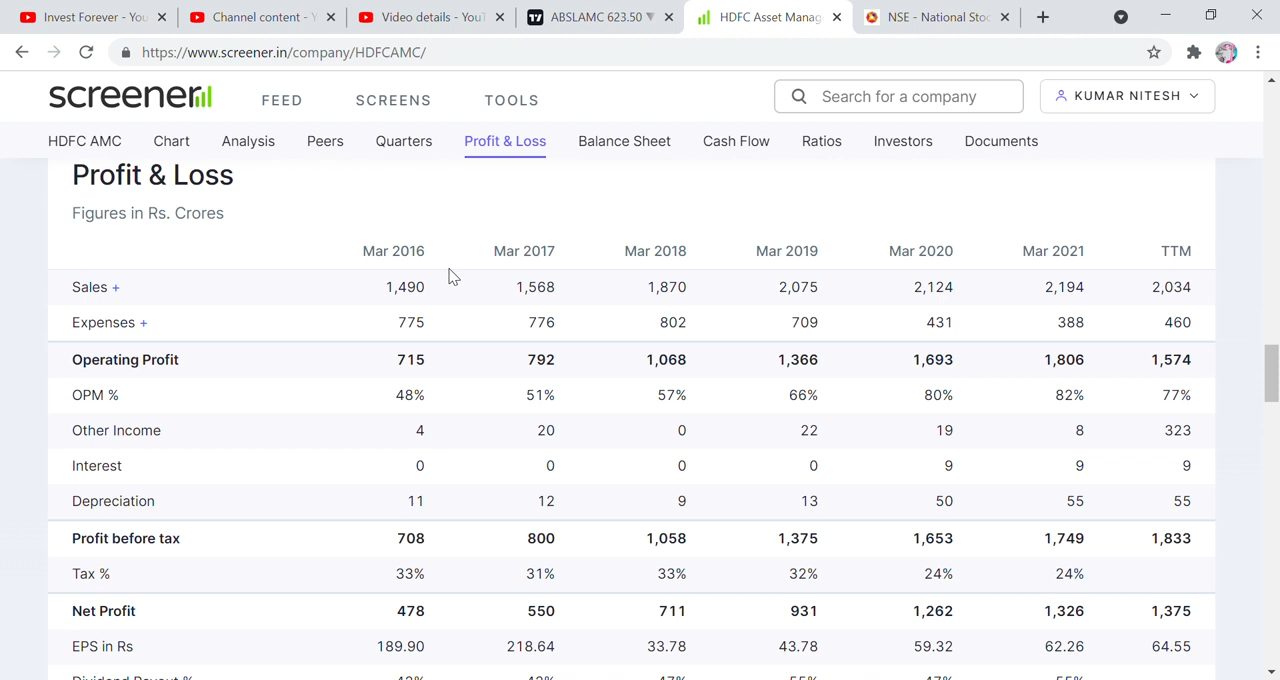 Invest Forever - You
Channel content - Y
Video details - YouT
ABSLAMC 623.50 ▼
HDFC Asset Manag
NSE - National Stoc
https://www.screener.in/company/HDFCAMC/
screener
FEED
SCREENS
TOOLS
Search for a company
KUMAR NITESH
HDFC AMC Chart Analysis Peers Quarters Profit & Loss Balance Sheet Cash Flow Ratios Investors Documents
Profit & Loss
Figures in Rs. Crores
Mar 2016 Mar 2017 Mar 2018 Mar 2019 Mar 2020 Mar 2021 TTM
Sales + 1,490 1,568 1,870 2,075 2,124 2,194 2,034
Expenses + 775 776 802 709 431 388 460
Operating Profit 715 792 1,068 1,366 1,693 1,806 1,574
OPM % 48% 51% 57% 66% 80% 82% 77%
Other Income 4 20 0 22 19 8 323
Interest 0 0 0 0 9 9 9
Depreciation 11 12 9 13 50 55 55
Profit before tax 708 800 1,058 1,375 1,653 1,749 1,833
Tax % 33% 31% 33% 32% 24% 24%
Net Profit 478 550 711 931 1,262 1,326 1,375
EPS in Rs 189.90 218.64 33.78 43.78 59.32 62.26 64.55